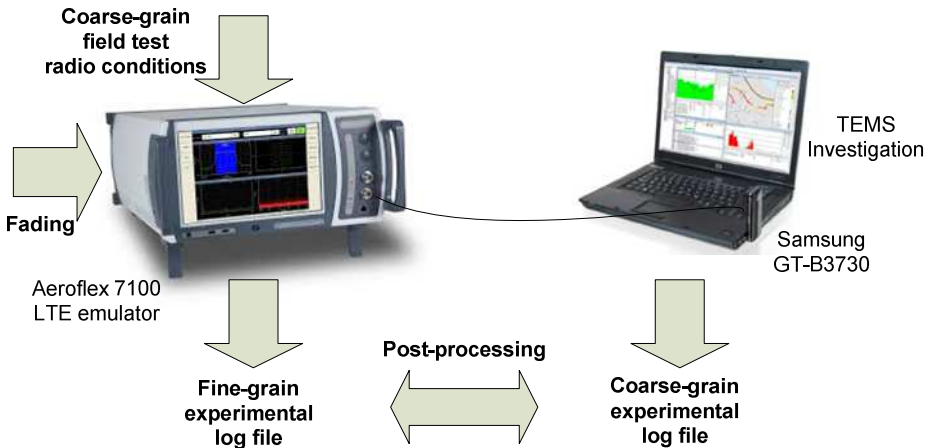 Coarse-grain
field test
radio conditions
Fading
Aeroflex 7100
LTE emulator
TEMS
Investigation
Samsung
GT-B3730
Post-processing
Fine-grain
experimental
log file
Coarse-grain
experimental
log file